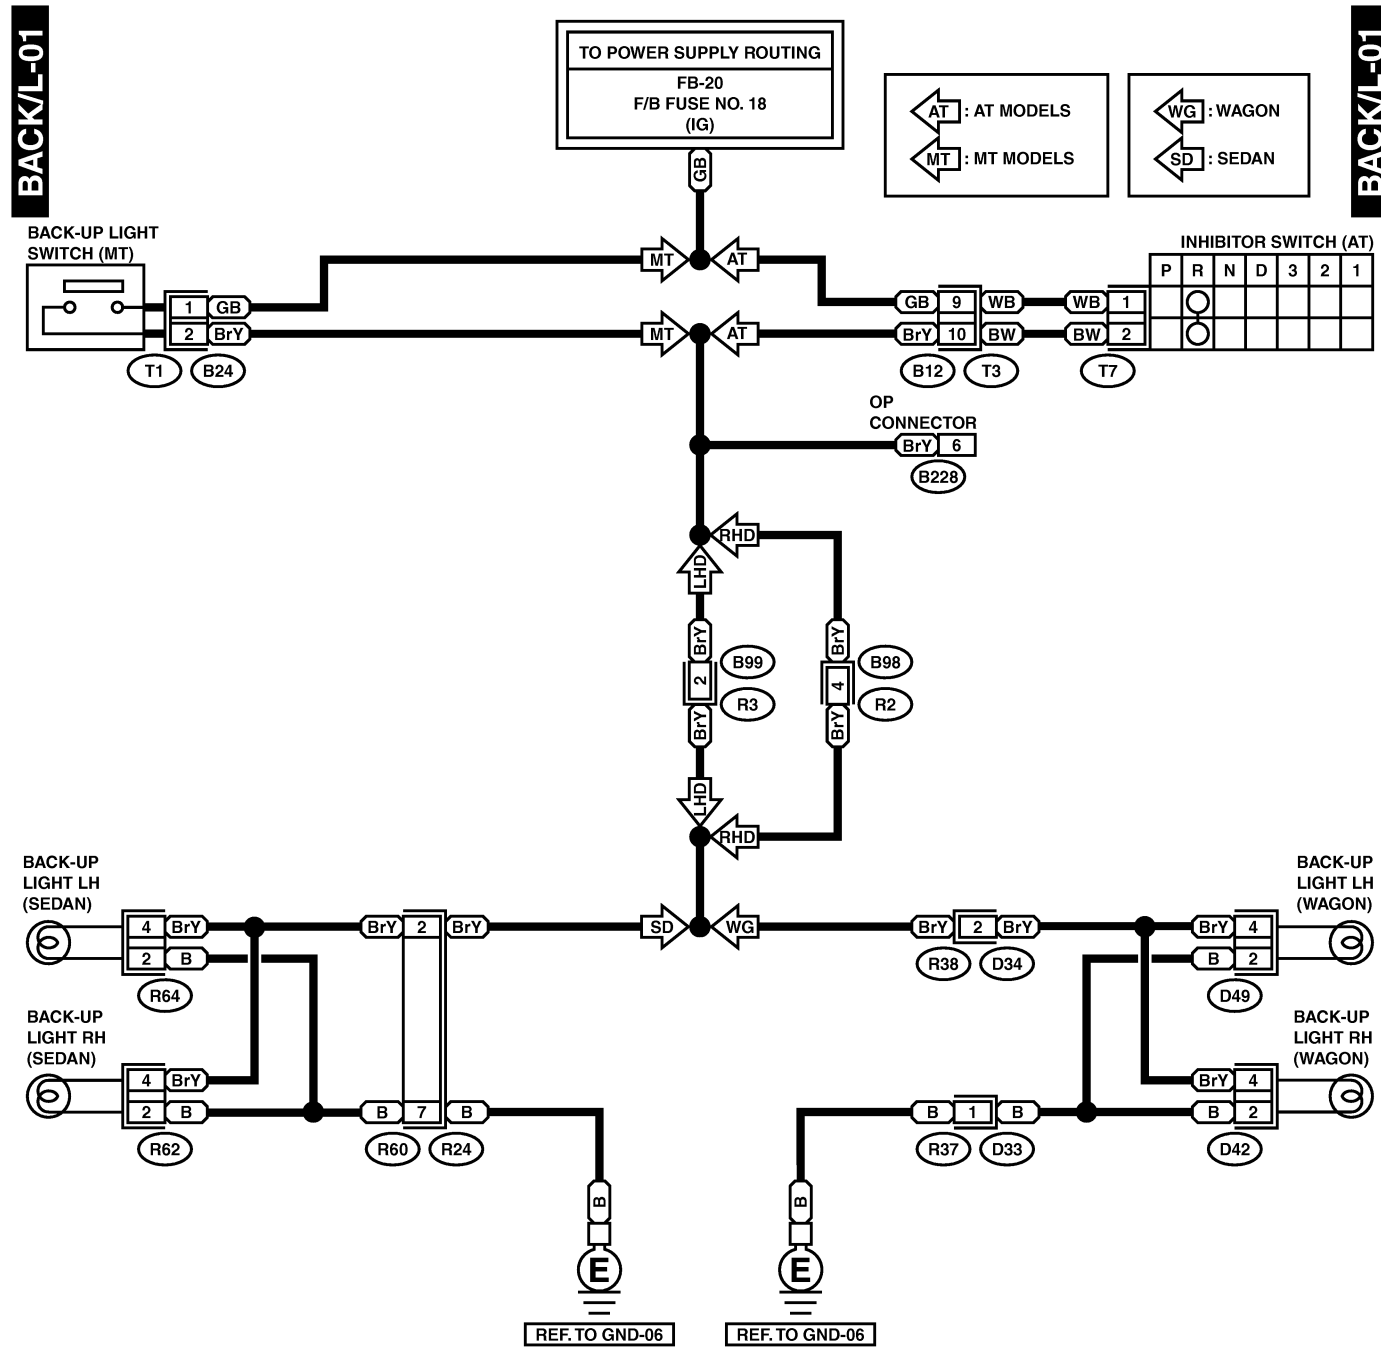 BACK/L-01
BACK/L-01
TO POWER SUPPLY ROUTING
FB-20
F/B FUSE NO. 18
(IG)
AT : AT MODELS
MT : MT MODELS
WG : WAGON
SD : SEDAN
GB
BACK-UP LIGHT
SWITCH (MT)
INHIBITOR SWITCH (AT)
P R N D 3 2 1
MT AT
1 GB
GB 9 WB WB 1
2 BrY
MT AT
BrY 10 BW BW 2
T1 B24
B12 T3 T7
OP
CONNECTOR
BrY 6
B228
RHD
LHD
BrY BrY
B99 B98
2 4
R3 R2
BrY BrY
LHD
RHD
BACK-UP
LIGHT LH
(SEDAN)
BACK-UP
LIGHT LH
(WAGON)
4 BrY BrY 2 BrY SD WG BrY 2 BrY BrY 4
2 B B 2
R64 R38 D34 D49
BACK-UP
LIGHT RH
(SEDAN)
BACK-UP
LIGHT RH
(WAGON)
4 BrY BrY 4
2 B B 7 B B 1 B B 2
R62 R60 R24 R37 D33 D42
B B
E E
REF. TO GND-06 REF. TO GND-06